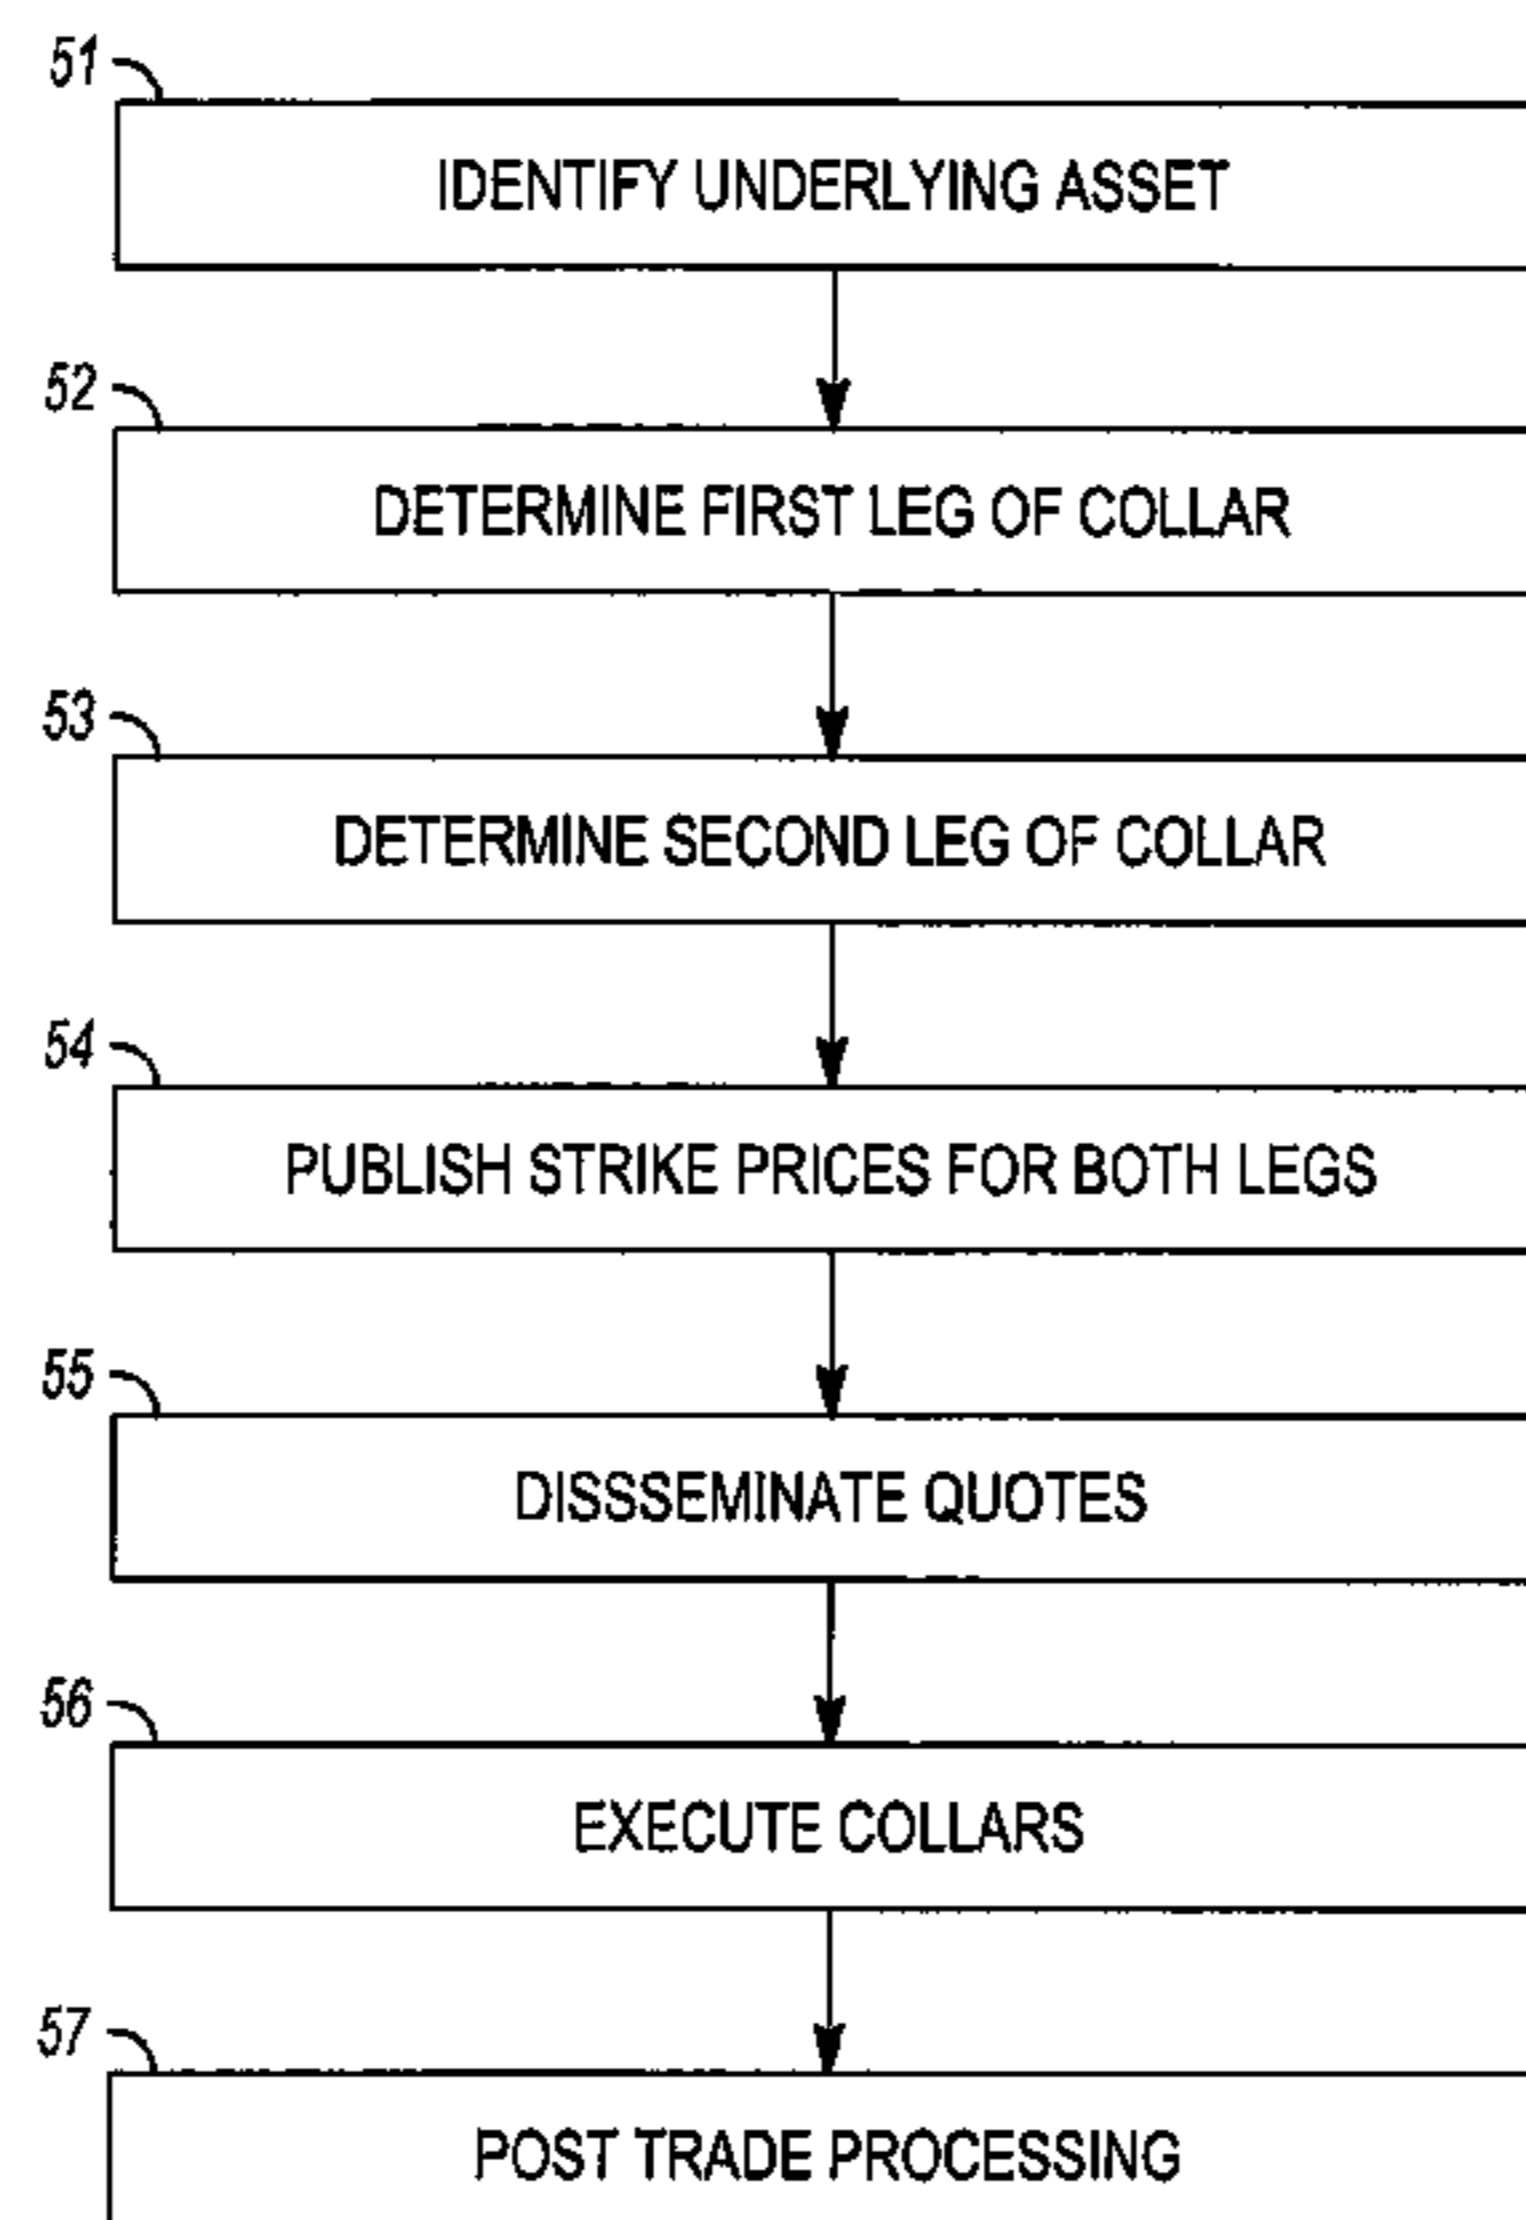 51
IDENTIFY UNDERLYING ASSET
52
DETERMINE FIRST LEG OF COLLAR
53
DETERMINE SECOND LEG OF COLLAR
54
PUBLISH STRIKE PRICES FOR BOTH LEGS
55
DISSSEMINATE QUOTES
56
EXECUTE COLLARS
57
POST TRADE PROCESSING